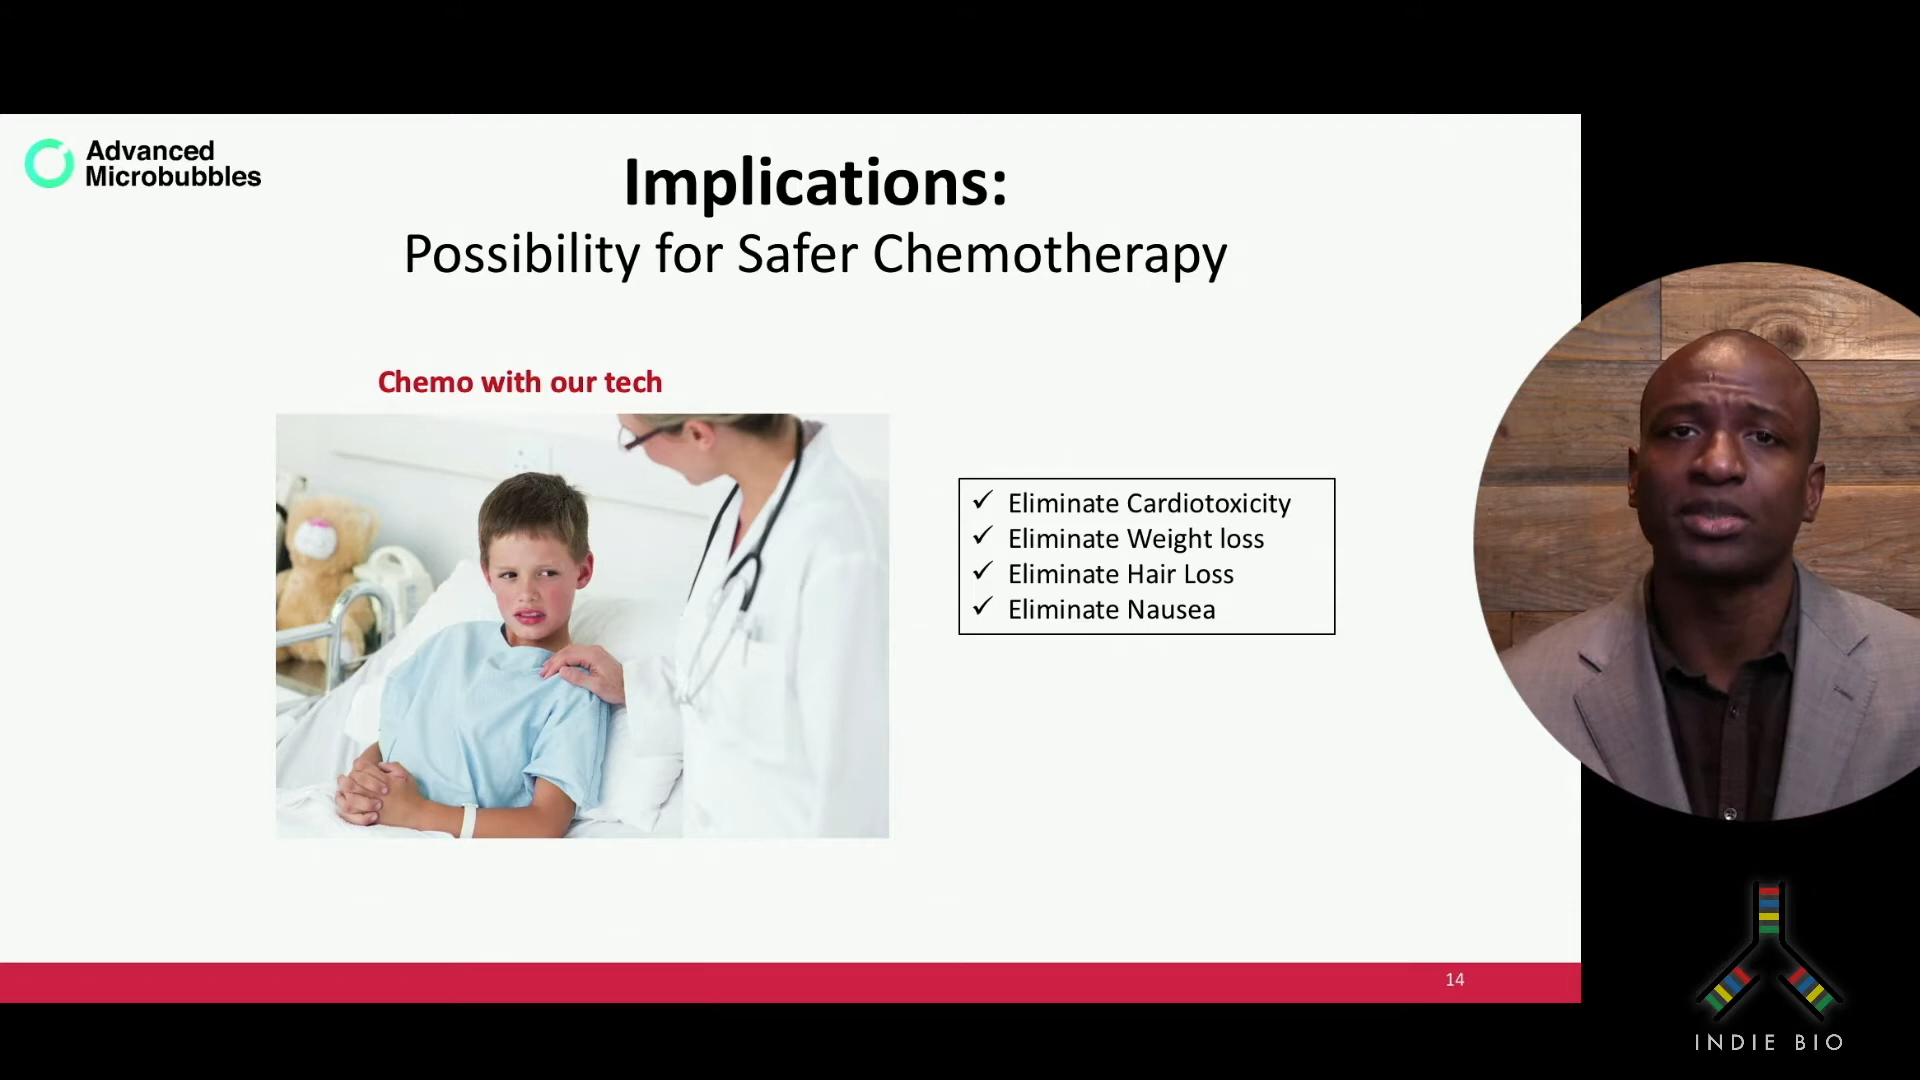 Advanced
Microbubbles
Implications:
Possibility for Safer Chemotherapy
Chemo with our tech
✓ Eliminate Cardiotoxicity
✓ Eliminate Weight loss
✓ Eliminate Hair Loss
✓ Eliminate Nausea
14
INDIE BIO